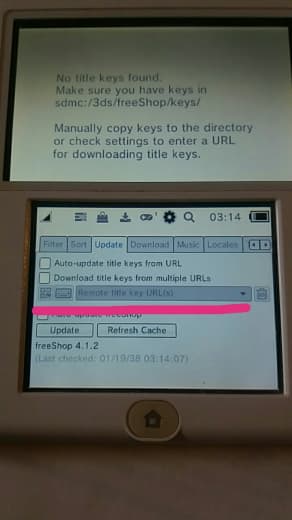 No title keys found.
Make sure you have keys in
sdmc:/3ds/freeShop/keys/
Manually copy keys to the directory
or check settings to enter a URL
for downloading title keys.
03:14
Filter Sort Update Download Music Locales
Auto-update title keys from URL
Download title keys from multiple URLs
Remote title key URL(s)
Auto-update freeShop
Update Refresh Cache
freeShop 4.1.2
(Last checked: 01/19/38 03:14:07)